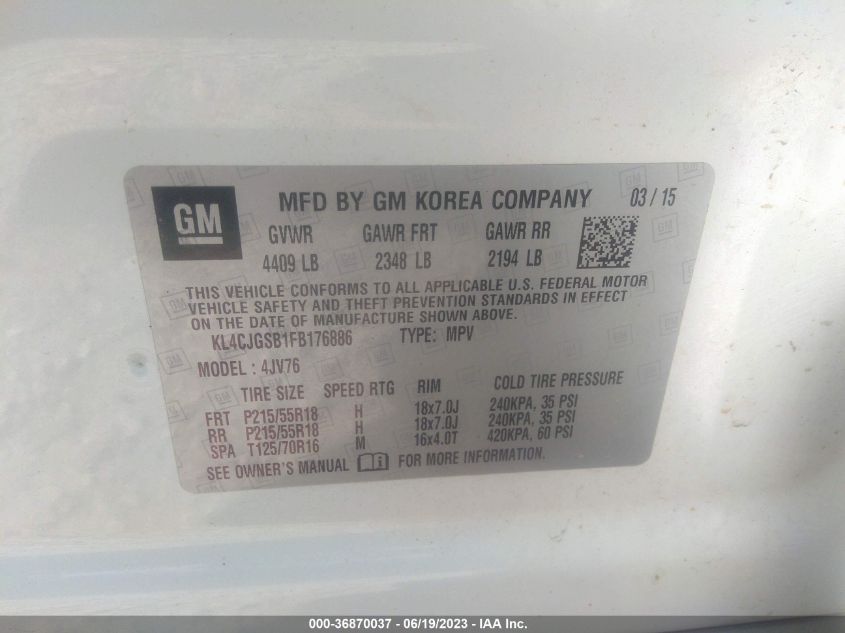 GM
MFD BY GM KOREA COMPANY 03 / 15
GVWR GAWR FRT GAWR RR
4409 LB 2348 LB 2194 LB
THIS VEHICLE CONFORMS TO ALL APPLICABLE U.S. FEDERAL MOTOR
VEHICLE SAFETY AND THEFT PREVENTION STANDARDS IN EFFECT
ON THE DATE OF MANUFACTURE SHOWN ABOVE.
KL4CJGSB1FB176886 TYPE: MPV
MODEL : 4JV76
TIRE SIZE SPEED RTG RIM COLD TIRE PRESSURE
FRT P215/55R18 H 18x7.0J 240KPA, 35 PSI
RR P215/55R18 H 18x7.0J 240KPA, 35 PSI
SPA T125/70R16 M 16x4.0T 420KPA, 60 PSI
SEE OWNER'S MANUAL FOR MORE INFORMATION.
000-36870037 - 06/19/2023 - IAA Inc.